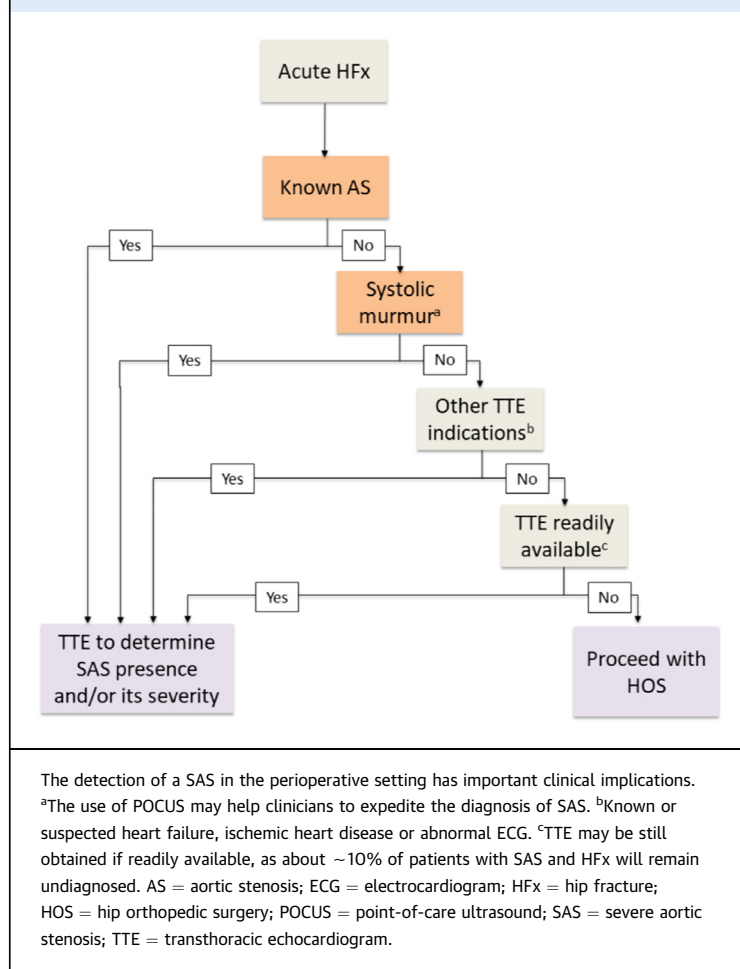 Acute HFx
Known AS
Yes
No
Systolic
murmurᵃ
Yes
No
Other TTE
indicationsᵇ
Yes
No
TTE readily
availableᶜ
Yes
No
TTE to determine
SAS presence
and/or its severity
Proceed with
HOS
The detection of a SAS in the perioperative setting has important clinical implications.
ᵃThe use of POCUS may help clinicians to expedite the diagnosis of SAS. ᵇKnown or
suspected heart failure, ischemic heart disease or abnormal ECG. ᶜTTE may be still
obtained if readily available, as about ~10% of patients with SAS and HFx will remain
undiagnosed. AS = aortic stenosis; ECG = electrocardiogram; HFx = hip fracture;
HOS = hip orthopedic surgery; POCUS = point-of-care ultrasound; SAS = severe aortic
stenosis; TTE = transthoracic echocardiogram.